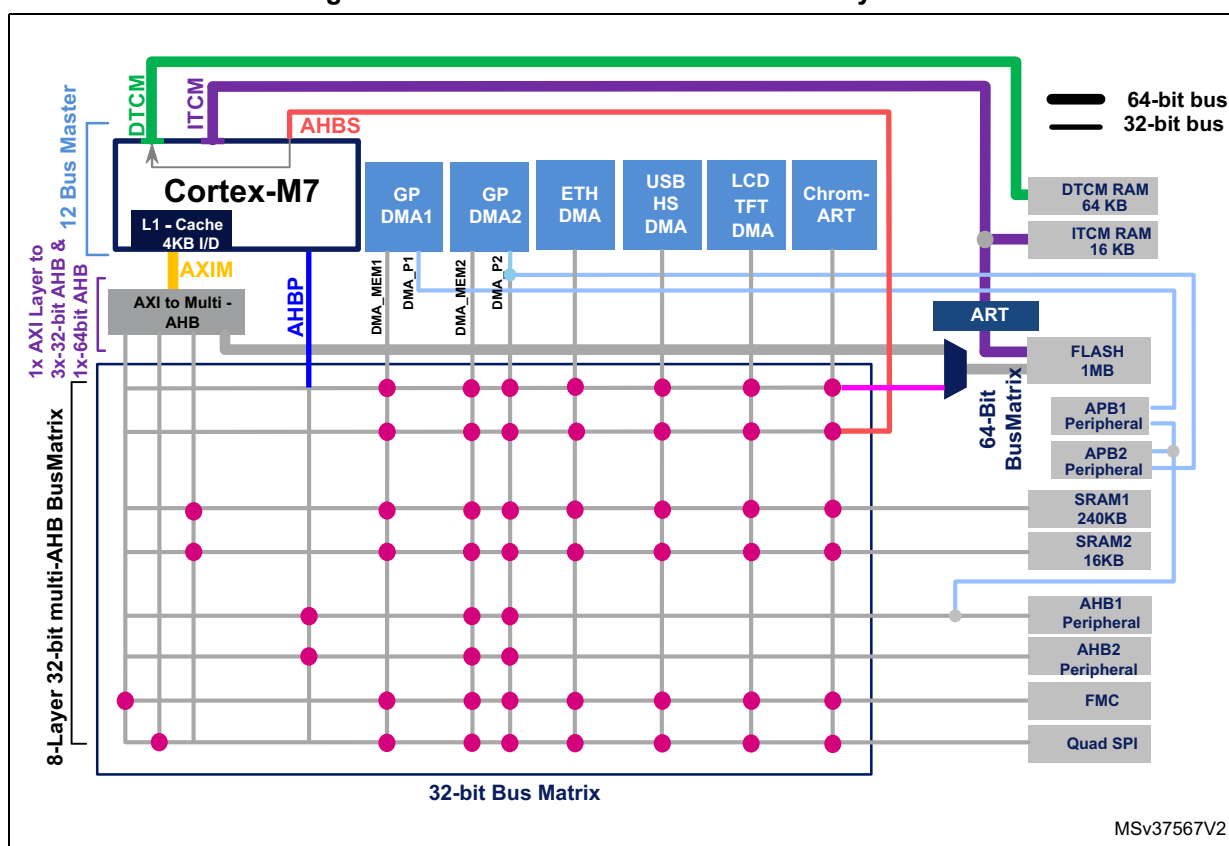 DTCM
ITCM
AHBS
64-bit bus
32-bit bus
12 Bus Master
Cortex-M7
L1 - Cache
4KB I/D
GP
DMA1
GP
DMA2
ETH
DMA
USB
HS
DMA
LCD
TFT
DMA
Chrom-
ART
DTCM RAM
64 KB
ITCM RAM
16 KB
1x AXI Layer to
3x-32-bit AHB &
1x-64bit AHB
AXIM
AXI to Multi -
AHB
AHBP
DMA_MEM1
DMA_P1
DMA_MEM2
DMA_P2
ART
FLASH
1MB
64-Bit
BusMatrix
APB1
Peripheral
APB2
Peripheral
SRAM1
240KB
SRAM2
16KB
AHB1
Peripheral
AHB2
Peripheral
FMC
Quad SPI
8-Layer 32-bit multi-AHB BusMatrix
32-bit Bus Matrix
MSv37567V2